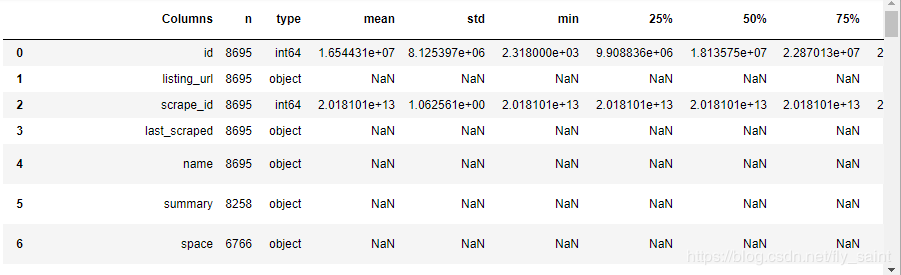 Columns n type mean std min 25% 50% 75%
0 id 8695 int64 1.654431e+07 8.125397e+06 2.318000e+03 9.908836e+06 1.813575e+07 2.287013e+07 2
1 listing_url 8695 object NaN NaN NaN NaN NaN NaN
2 scrape_id 8695 int64 2.018101e+13 1.062561e+00 2.018101e+13 2.018101e+13 2.018101e+13 2.018101e+13 2
3 last_scraped 8695 object NaN NaN NaN NaN NaN NaN
4 name 8695 object NaN NaN NaN NaN NaN NaN
5 summary 8258 object NaN NaN NaN NaN NaN NaN
6 space 6766 object NaN NaN NaN NaN NaN NaN
https://blog.csdn.net/fly_saint